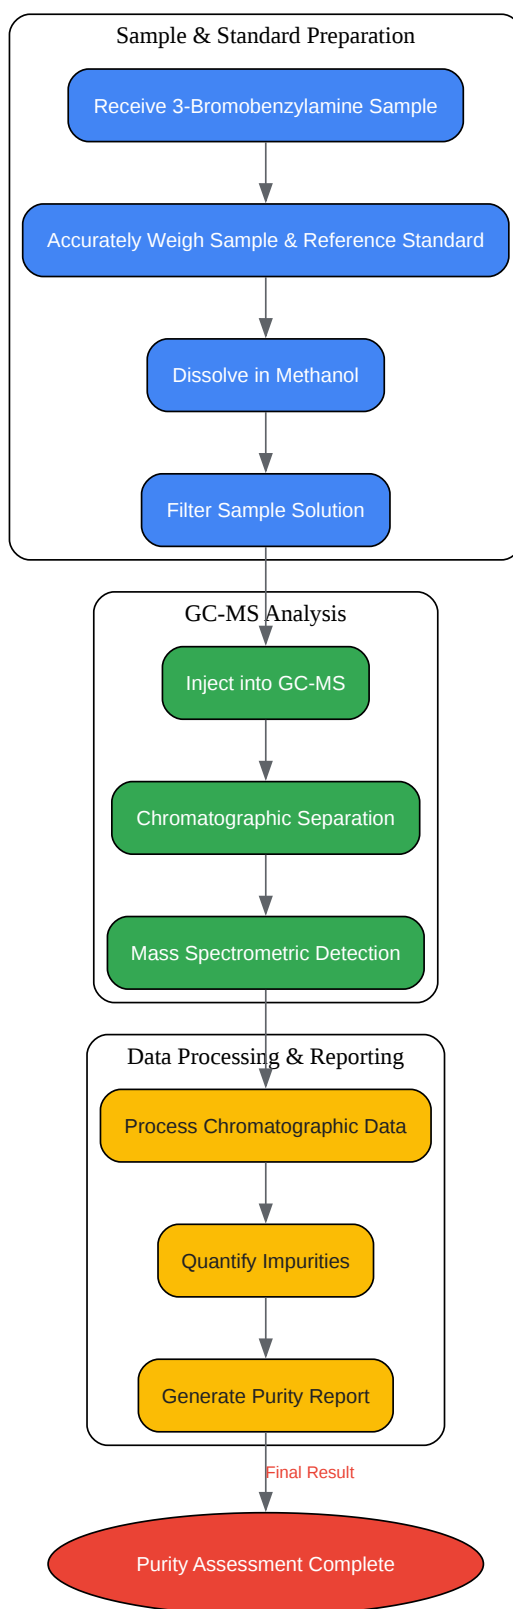 Sample & Standard Preparation
Receive 3-Bromobenzylamine Sample
Accurately Weigh Sample & Reference Standard
Dissolve in Methanol
Filter Sample Solution
GC-MS Analysis
Inject into GC-MS
Chromatographic Separation
Mass Spectrometric Detection
Data Processing & Reporting
Process Chromatographic Data
Quantify Impurities
Generate Purity Report
Final Result
Purity Assessment Complete